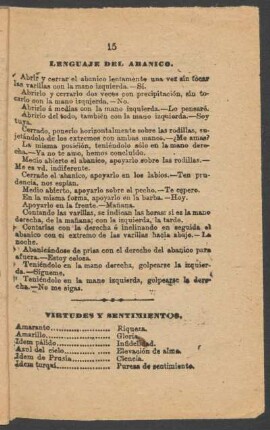 15
LENGUAJE DEL ABANICO.
Abrir y cerrar el abanico lentamente una vez sin tocar
las varillas con la mano izquierda.—Sí.
Abrirlo y cerrarlo dos veces con precipitación, sin to-
carlo con la mano izquierda.—No.
Abrirlo á medias con la mano izquierda.—Lo pensaré.
Abrirlo del todo, también con la mano izquierda.—Soy
tuya.
Cerrado, ponerlo horizontalmente sobre las rodillas,
sujetándolo de los extremos con ambas manos.—¿Me amas?
La misma posición, teniéndolo sólo en la mano dere-
cha.—Ya no te amo, hemos concluido.
Medio abierto el abanico, apoyarlo sobre las rodillas.—
Me es vd. indiferente.
Cerrado el abanico, apoyarlo en los labios.—Ten pru-
dencia, nos espían.
Medio abierto, apoyarlo sobre el pecho.—Te espero.
En la misma forma, apoyarlo en la barba.—Hoy.
Apoyarlo en la frente.—Mañana.
Contando las varillas, se indican las horas: si es la mano
derecha, de la mañana; con la izquierda, la tarde.
Contarlas con la derecha é inclinando en seguida el
abanico con el extremo de las varillas hacia abajo.—La
noche.
Abanicándose de prisa con el derecho del abanico para
afuera.—Estoy celosa.
Teniéndolo en la mano derecha, golpearse la izquier-
da.—Sígueme.
Teniéndolo en la mano izquierda, golpearse la dere-
cha.—No me sigas.
VIRTUDES Y SENTIMIENTOS.
Amaranto Riqueza.
Amarillo Gloria.
Idem pálido Infidelidad.
Azul del cielo Elevación de alma.
Idem de Prusia Ciencia.
Idem turquí Pureza de sentimiento.